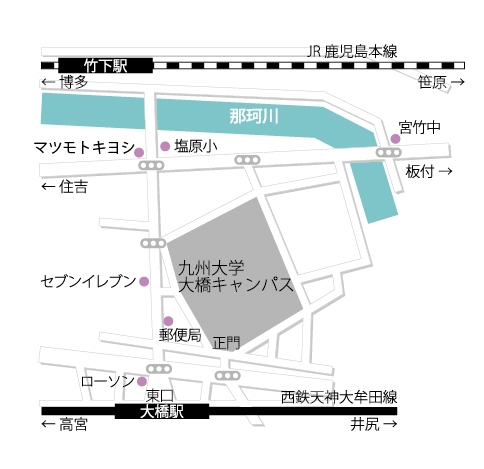 JR 鹿児島本線
竹下駅
← 博多
笹原 →
那珂川
宮竹中
マツモトキヨシ
塩原小
← 住吉
板付 →
九州大学
大橋キャンパス
セブンイレブン
郵便局
正門
ローソン
東口
西鉄天神大牟田線
大橋駅
← 高宮
井尻 →